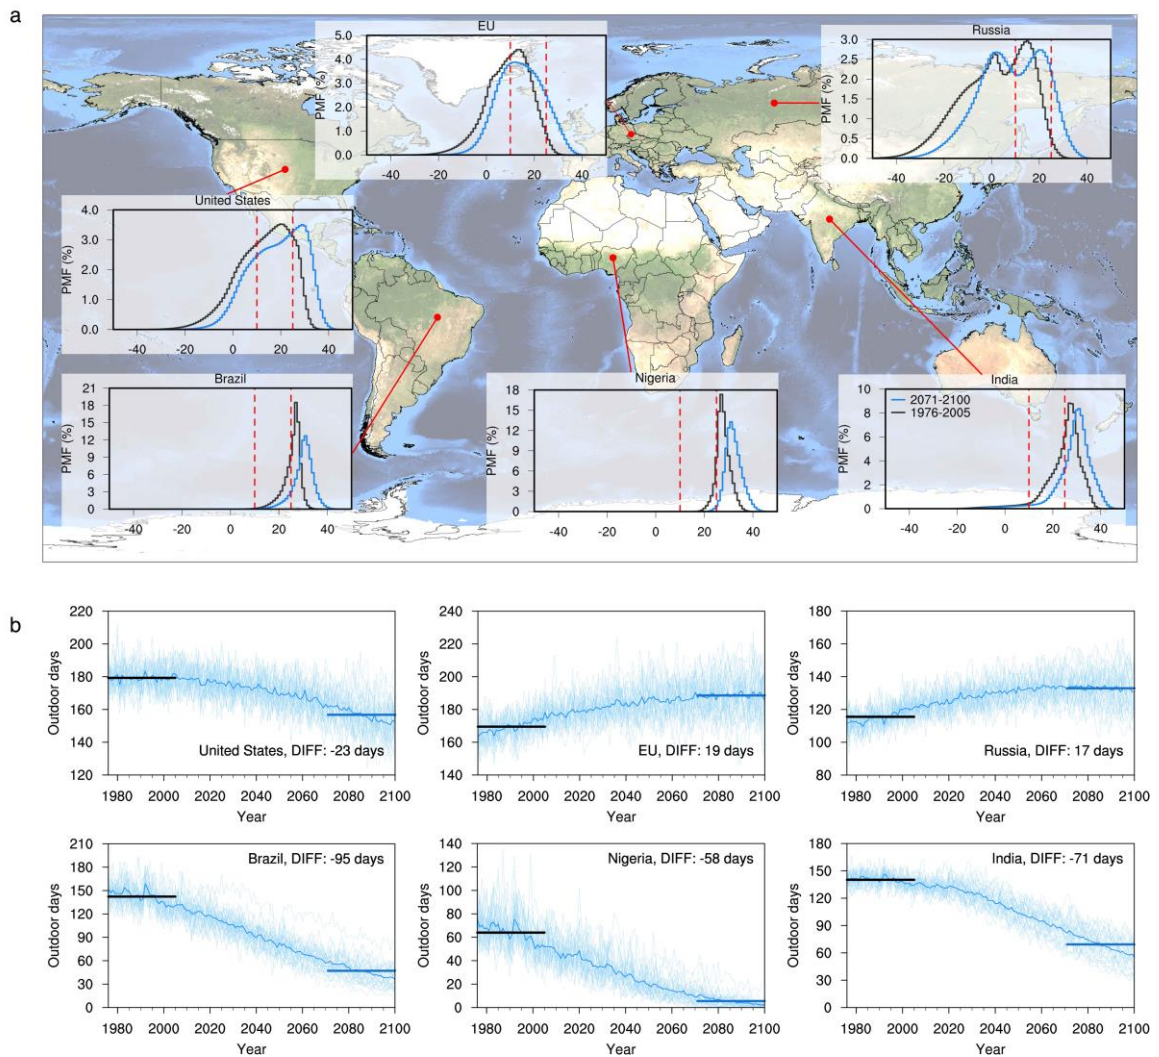 a
EU
PMF (%)
5.0
4.0
3.0
2.0
1.0
0.0
-40 -20 0 20 40
Russia
PMF (%)
3.0
2.5
2.0
1.5
1.0
0.5
0.0
-40 -20 0 20 40
United States
PMF (%)
4.0
3.0
2.0
1.0
0.0
-40 -20 0 20 40
Brazil
PMF (%)
21
18
15
12
9
6
3
0
-40 -20 0 20 40
Nigeria
PMF (%)
18
15
12
9
6
3
0
-40 -20 0 20 40
India
PMF (%)
10
8
6
4
2
0
2071-2100
1976-2005
-40 -20 0 20 40
b
Outdoor days
220
200
180
160
140
120
United States, DIFF: -23 days
1980 2000 2020 2040 2060 2080 2100
Year
Outdoor days
240
220
200
180
160
140
EU, DIFF: 19 days
1980 2000 2020 2040 2060 2080 2100
Year
Outdoor days
180
160
140
120
100
80
Russia, DIFF: 17 days
1980 2000 2020 2040 2060 2080 2100
Year
Outdoor days
210
180
150
120
90
60
30
0
Brazil, DIFF: -95 days
1980 2000 2020 2040 2060 2080 2100
Year
Outdoor days
140
120
100
80
60
40
20
0
Nigeria, DIFF: -58 days
1980 2000 2020 2040 2060 2080 2100
Year
Outdoor days
180
150
120
90
60
30
0
India, DIFF: -71 days
1980 2000 2020 2040 2060 2080 2100
Year